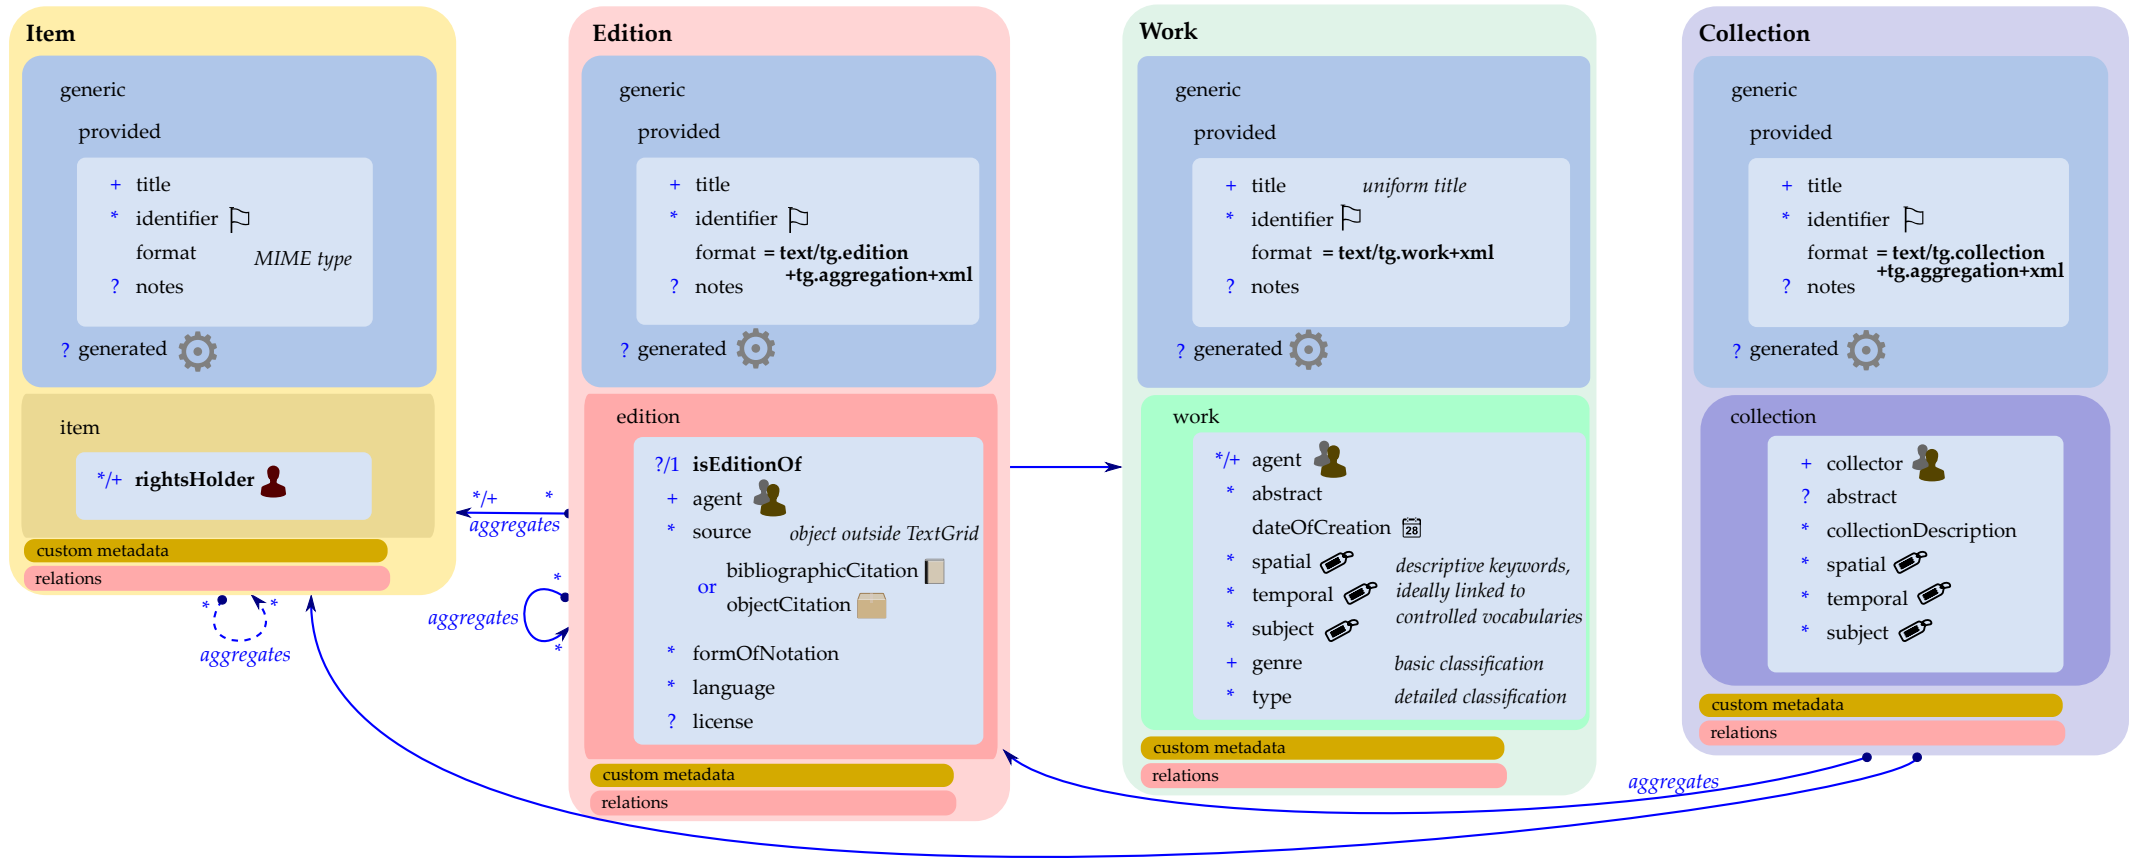 Item
generic
provided
+ title
* identifier
format
MIME type
? notes
? generated
item
*/+ rightsHolder
custom metadata
relations
* *
aggregates
*/+ *
aggregates
*
aggregates
*
Edition
generic
provided
+ title
* identifier
format = text/tg.edition
+tg.aggregation+xml
? notes
? generated
edition
?/1 isEditionOf
+ agent
* source object outside TextGrid
bibliographicCitation
or
objectCitation
* formOfNotation
* language
? license
custom metadata
relations
Work
generic
provided
+ title uniform title
* identifier
format = text/tg.work+xml
? notes
? generated
work
*/+ agent
* abstract
dateOfCreation 28
* spatial descriptive keywords,
* temporal ideally linked to
* subject controlled vocabularies
+ genre basic classification
* type detailed classification
custom metadata
relations
Collection
generic
provided
+ title
* identifier
format = text/tg.collection
+tg.aggregation+xml
? notes
? generated
collection
+ collector
? abstract
* collectionDescription
* spatial
* temporal
* subject
custom metadata
relations
aggregates